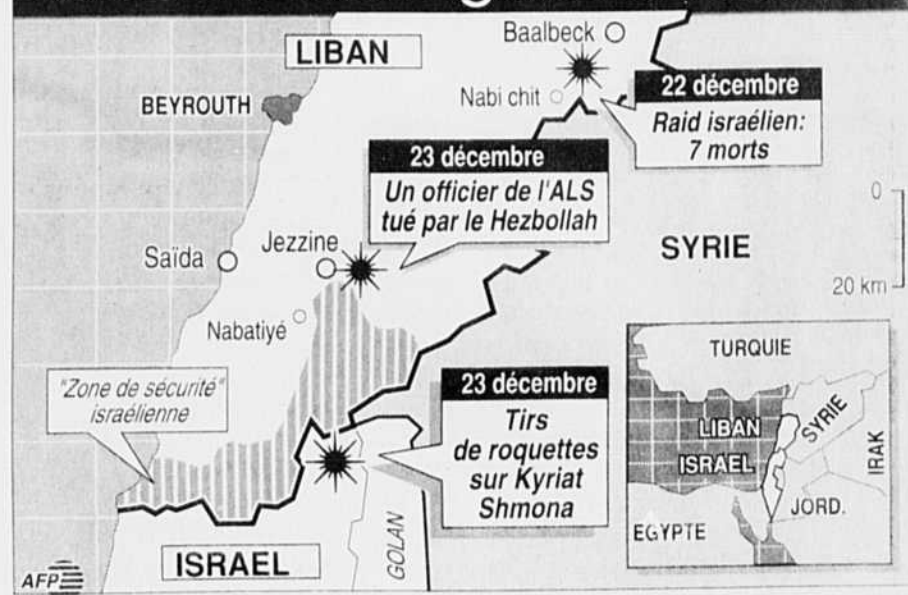 LIBAN
Baalbeck
BEYROUTH
Nabi chit
22 décembre
Raid israélien:
7 morts
23 décembre
Un officier de l'ALS
tué par le Hezbollah
0
20 km
Saïda
Jezzine
SYRIE
Nabatiyé
"Zone de sécurité"
israélienne
23 décembre
Tirs
de roquettes
sur Kyriat
Shmona
TURQUIE
LIBAN
SYRIE
ISRAEL
IRAK
JORD.
EGYPTE
ISRAEL
GOLAN
AFP